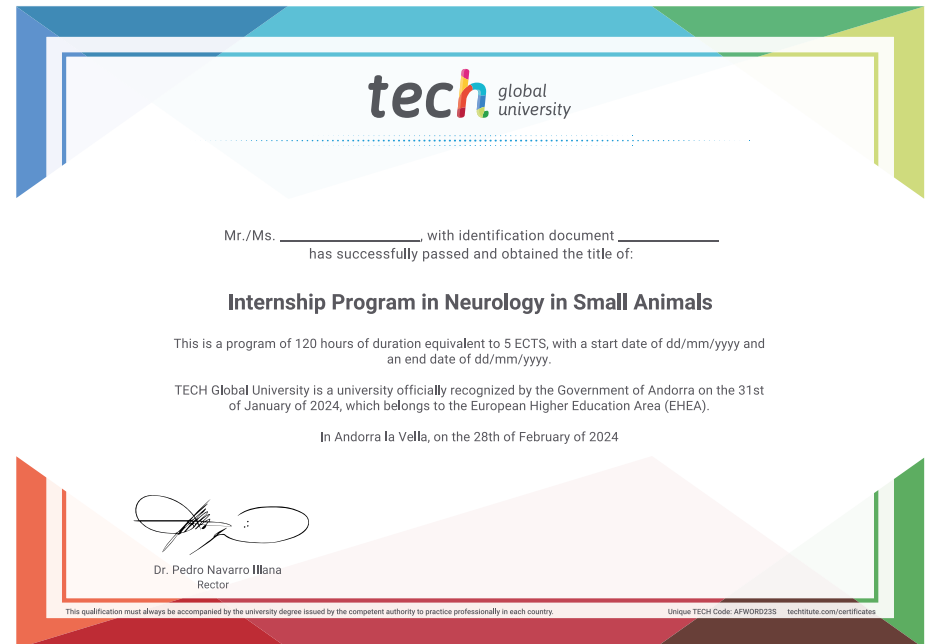 tech global university
Mr./Ms. ____________, with identification document ____________
has successfully passed and obtained the title of:
Internship Program in Neurology in Small Animals
This is a program of 120 hours of duration equivalent to 5 ECTS, with a start date of dd/mm/yyyy and
an end date of dd/mm/yyyy.
TECH Global University is a university officially recognized by the Government of Andorra on the 31st
of January of 2024, which belongs to the European Higher Education Area (EHEA).
In Andorra la Vella, on the 28th of February of 2024
Dr. Pedro Navarro Illana
Rector
This qualification must always be accompanied by the university degree issued by the competent authority to practice professionally in each country.
Unique TECH Code: AFWORD23S techtitute.com/certificates